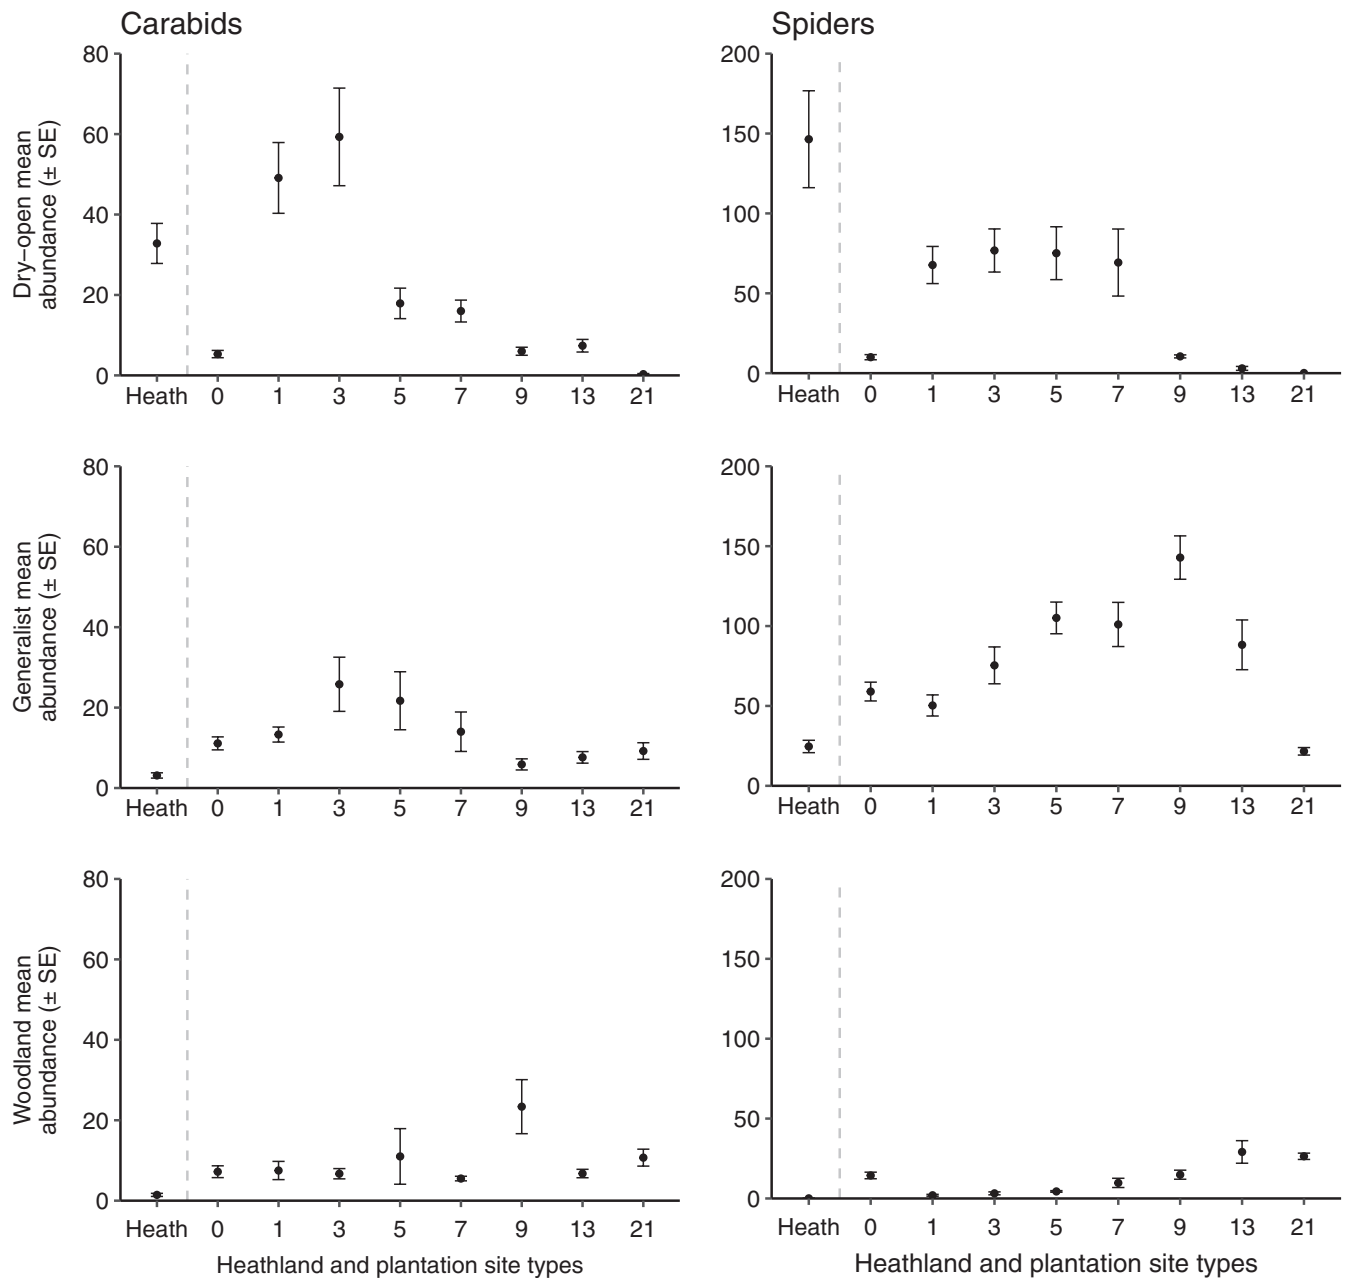 Carabids
Spiders
Dry–open mean
abundance (± SE)
80
60
40
20
0
Heath 0 1 3 5 7 9 13 21
200
150
100
50
0
Heath 0 1 3 5 7 9 13 21
Generalist mean
abundance (± SE)
80
60
40
20
0
Heath 0 1 3 5 7 9 13 21
200
150
100
50
0
Heath 0 1 3 5 7 9 13 21
Woodland mean
abundance (± SE)
80
60
40
20
0
Heath 0 1 3 5 7 9 13 21
Heathland and plantation site types
200
150
100
50
0
Heath 0 1 3 5 7 9 13 21
Heathland and plantation site types